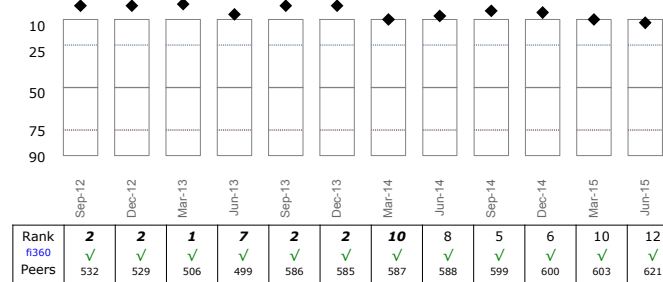 10
25
50
75
90
Sep-12 Dec-12 Mar-13 Jun-13 Sep-13 Dec-13 Mar-14 Jun-14 Sep-14 Dec-14 Mar-15 Jun-15
Rank 2 2 1 7 2 2 10 8 5 6 10 12
fi360 √ √ √ √ √ √ √ √ √ √ √ √
Peers 532 529 506 499 586 585 587 588 599 600 603 621